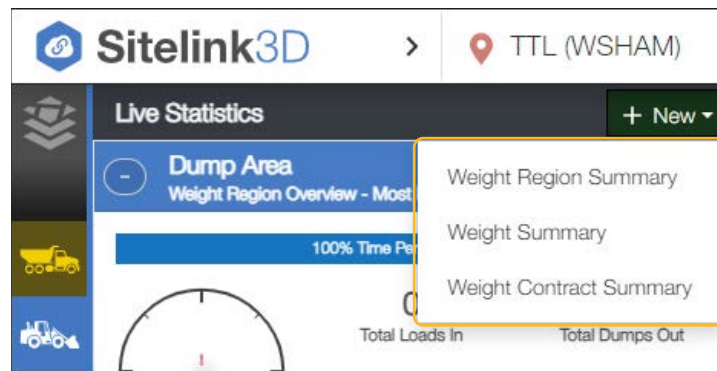 Sitelink3D > TTL (WSHAM)
Live Statistics + New
Dump Area
Weight Region Overview - Most
Weight Region Summary
Weight Summary
Weight Contract Summary
100% Time
Total Loads In Total Dumps Out